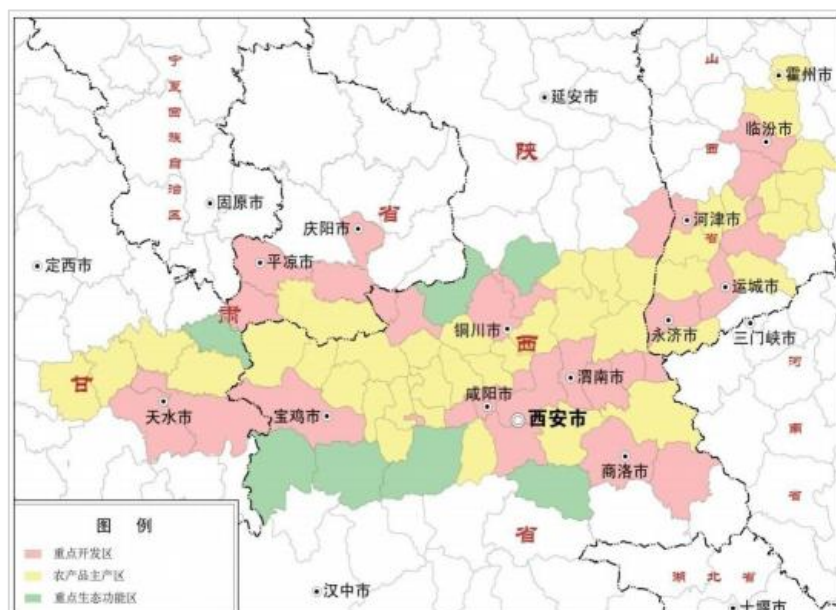 宁夏回族自治区
山西省
霍州市
延安市
临汾市
陕西省
固原市
庆阳市
甘肃省
河津市
定西市
平凉市
运城市
铜川市
永济市
三门峡市
渭南市
咸阳市
天水市
宝鸡市
西安市
商洛市
河南省
图例
重点开发区
农产品主产区
重点生态功能区
汉中市
湖北省
十堰市